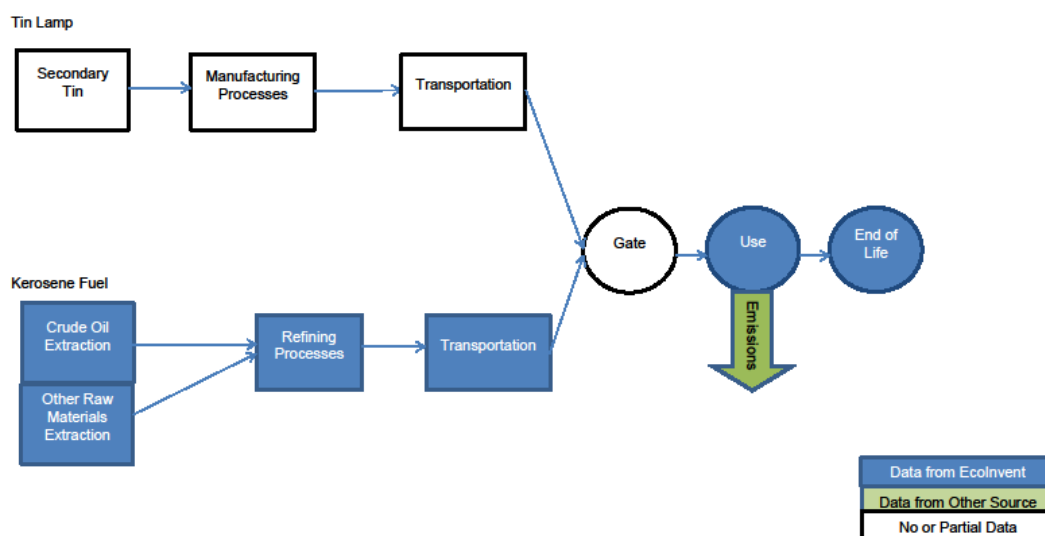 Tin Lamp
Secondary
Tin
Manufacturing
Processes
Transportation
Gate
Use
End of
Life
Emissions
Kerosene Fuel
Crude Oil
Extraction
Other Raw
Materials
Extraction
Refining
Processes
Transportation
Data from EcoInvent
Data from Other Source
No or Partial Data